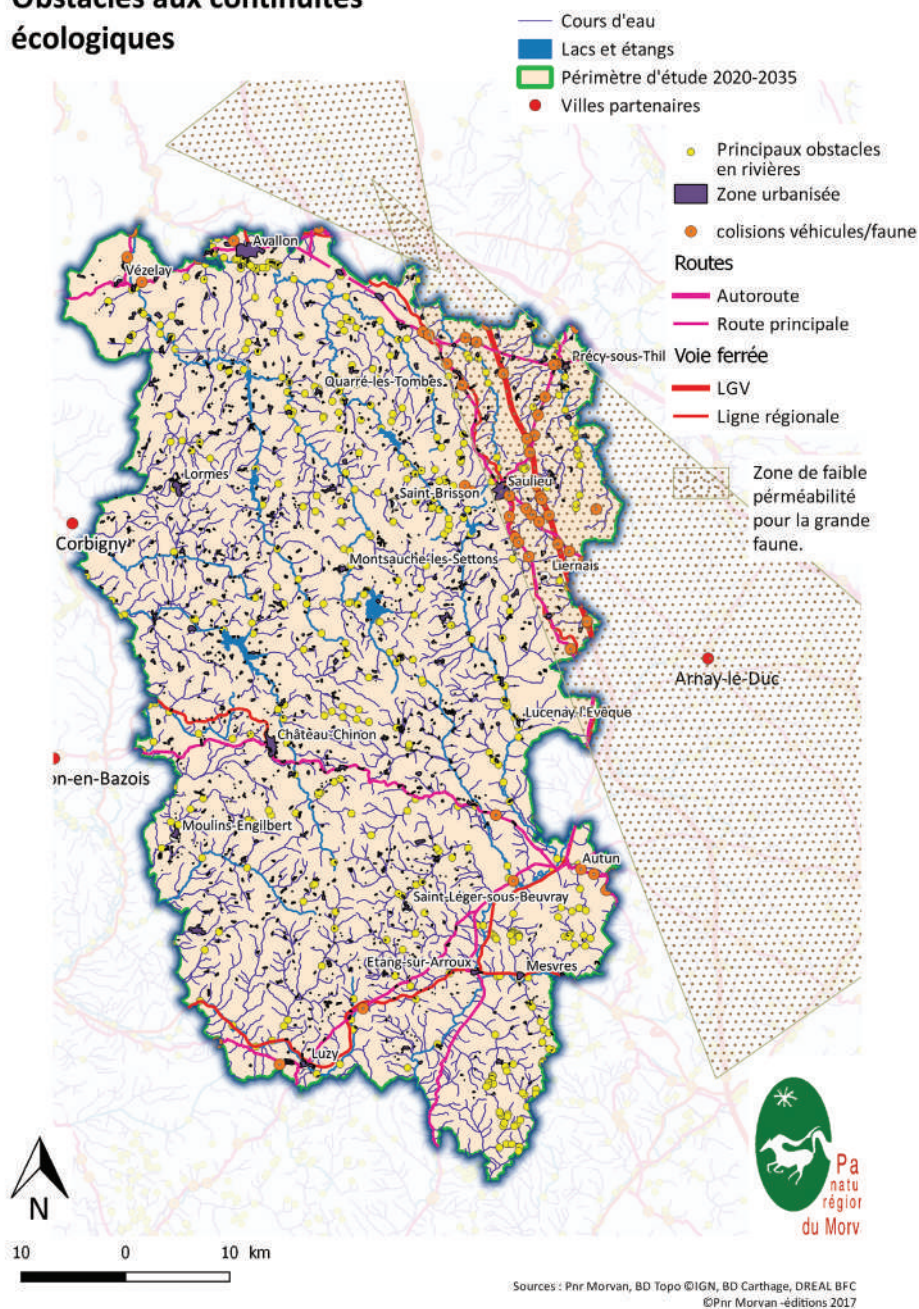 Obstacles aux continuités
écologiques
Cours d'eau
Lacs et étangs
Périmètre d'étude 2020-2035
Villes partenaires
Principaux obstacles
en rivières
Zone urbanisée
colisions véhicules/faune
Routes
Autoroute
Route principale
Voie ferrée
LGV
Ligne régionale
Zone de faible
pérméabilité
pour la grande
faune.
Avallon
Vézelay
Précy-sous-Thil
Quarré-les-Tombes
Lormes
Saulieu
Saint-Brisson
Corbigny
Montsauche-les-Settons
Liernais
Arnay-le-Duc
Lucenay-l'Evêque
Château-Chinon
on-en-Bazois
Moulins-Engilbert
Autun
Saint-Léger-sous-Beuvray
Etang-sur-Arroux
Mesvres
Luzy
N
10 0 10 km
Pa
natu
région
du Morv
Sources : Pnr Morvan, BD Topo ©IGN, BD Carthage, DREAL BFC
©Pnr Morvan -éditions 2017